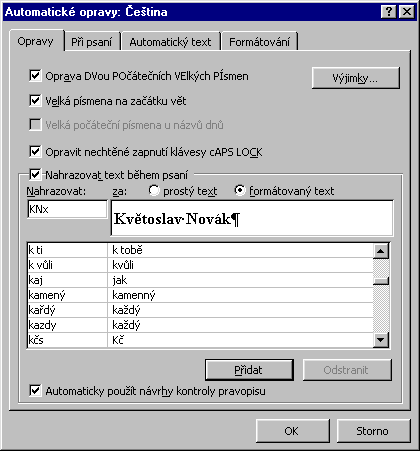 Automatické opravy: Čeština
Opravy Při psaní Automatický text Formátování
Oprava DVou POčátečních VElkých PÍsmen
Výjimky...
Velká písmena na začátku vět
Velká počáteční písmena u názvů dnů
Opravit nechtěné zapnutí klávesy cAPS LOCK
Nahrazovat text během psaní
Nahrazovat: za: prostý text formátovaný text
KNx Květoslav·Novák¶
k ti k tobě
k vůli kvůli
kaj jak
kamený kamenný
kařdý každý
kazdy každý
kčs Kč
Přidat Odstranit
Automaticky použít návrhy kontroly pravopisu
OK Storno